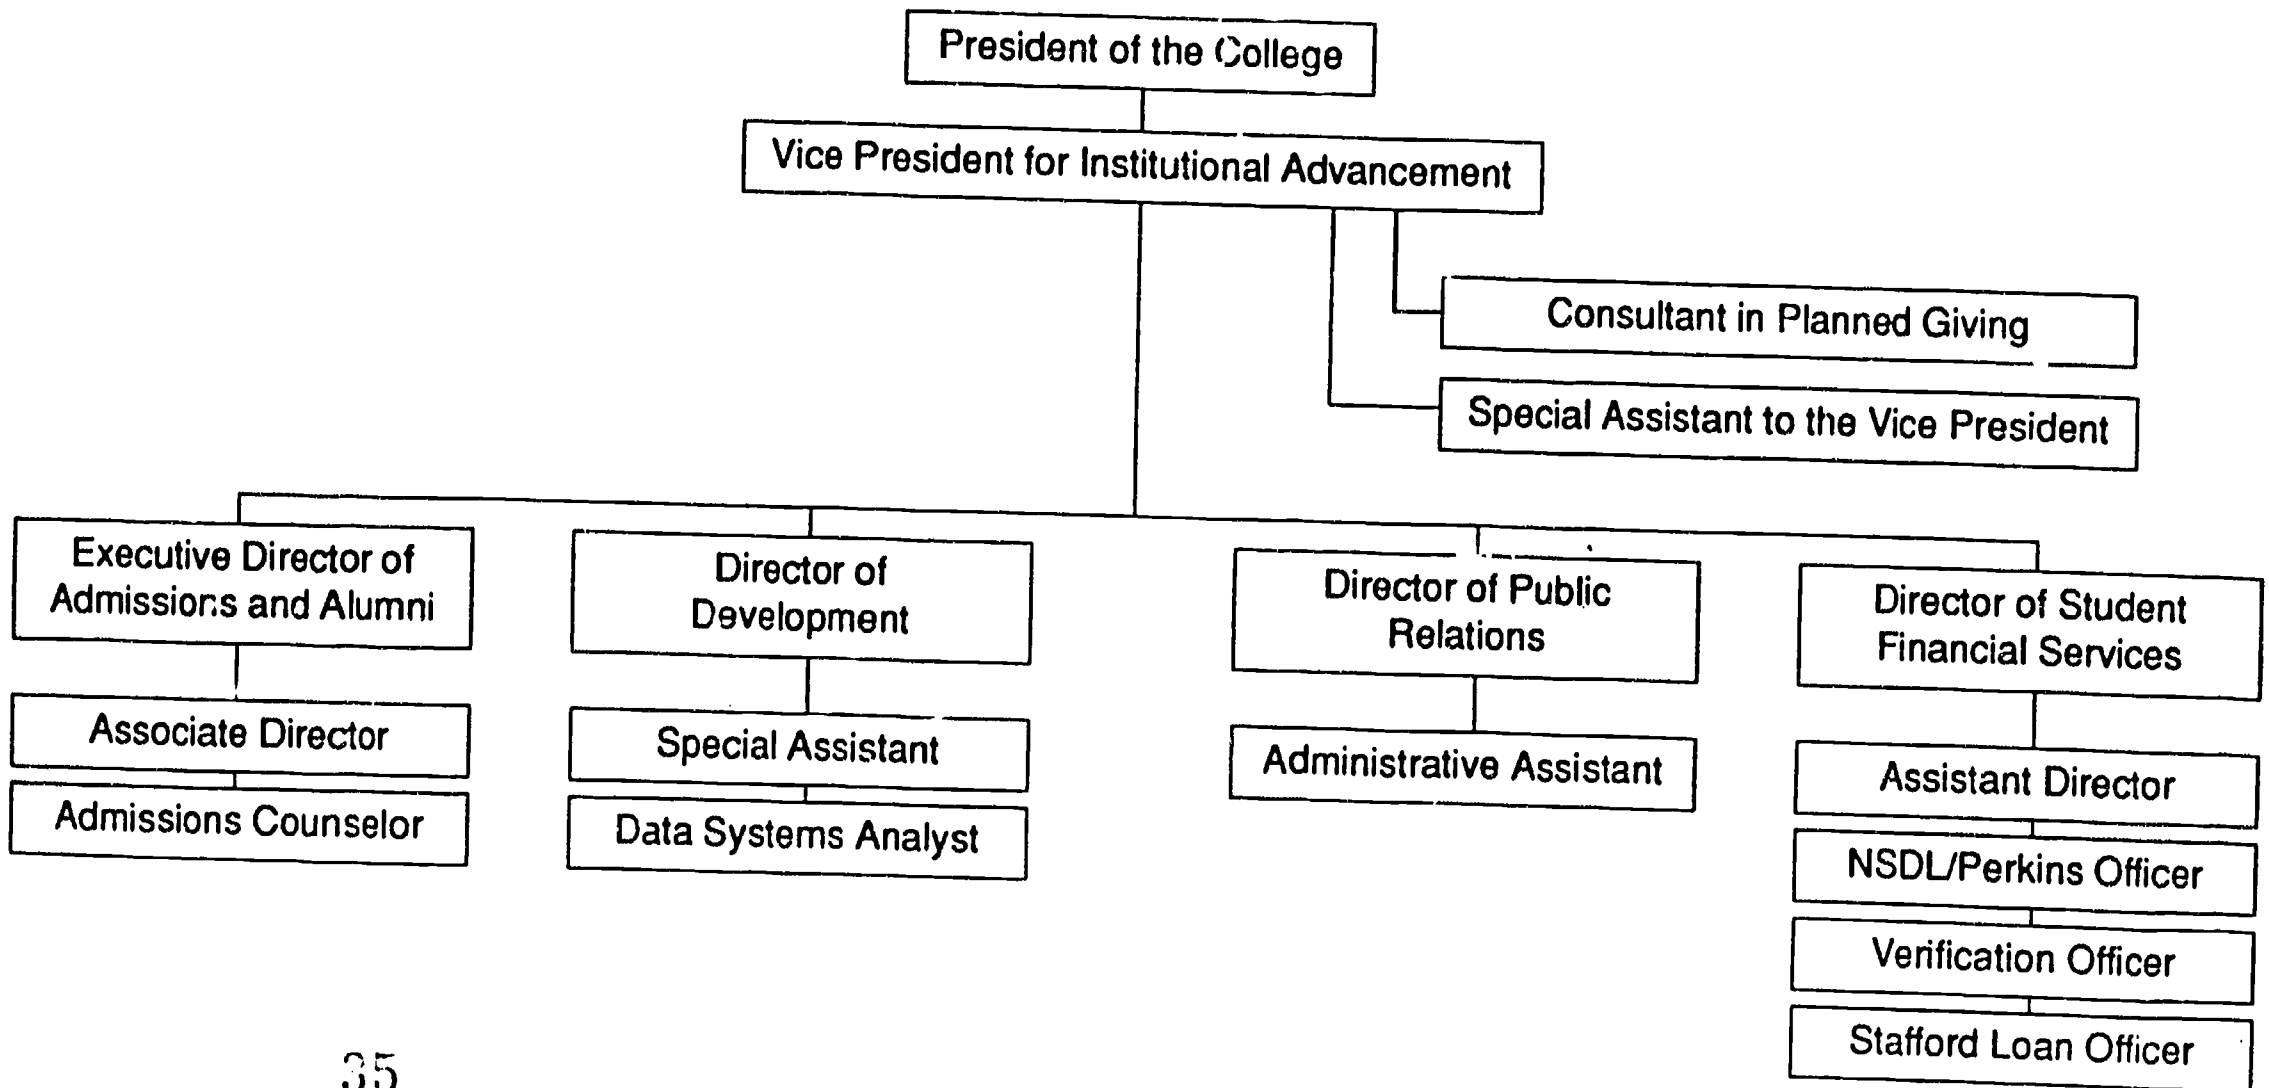 President of the College
Vice President for Institutional Advancement
Consultant in Planned Giving
Special Assistant to the Vice President
Executive Director of
Admissions and Alumni
Director of
Development
Director of Public
Relations
Director of Student
Financial Services
Associate Director
Special Assistant
Administrative Assistant
Assistant Director
Admissions Counselor
Data Systems Analyst
NSDL/Perkins Officer
Verification Officer
Stafford Loan Officer
35